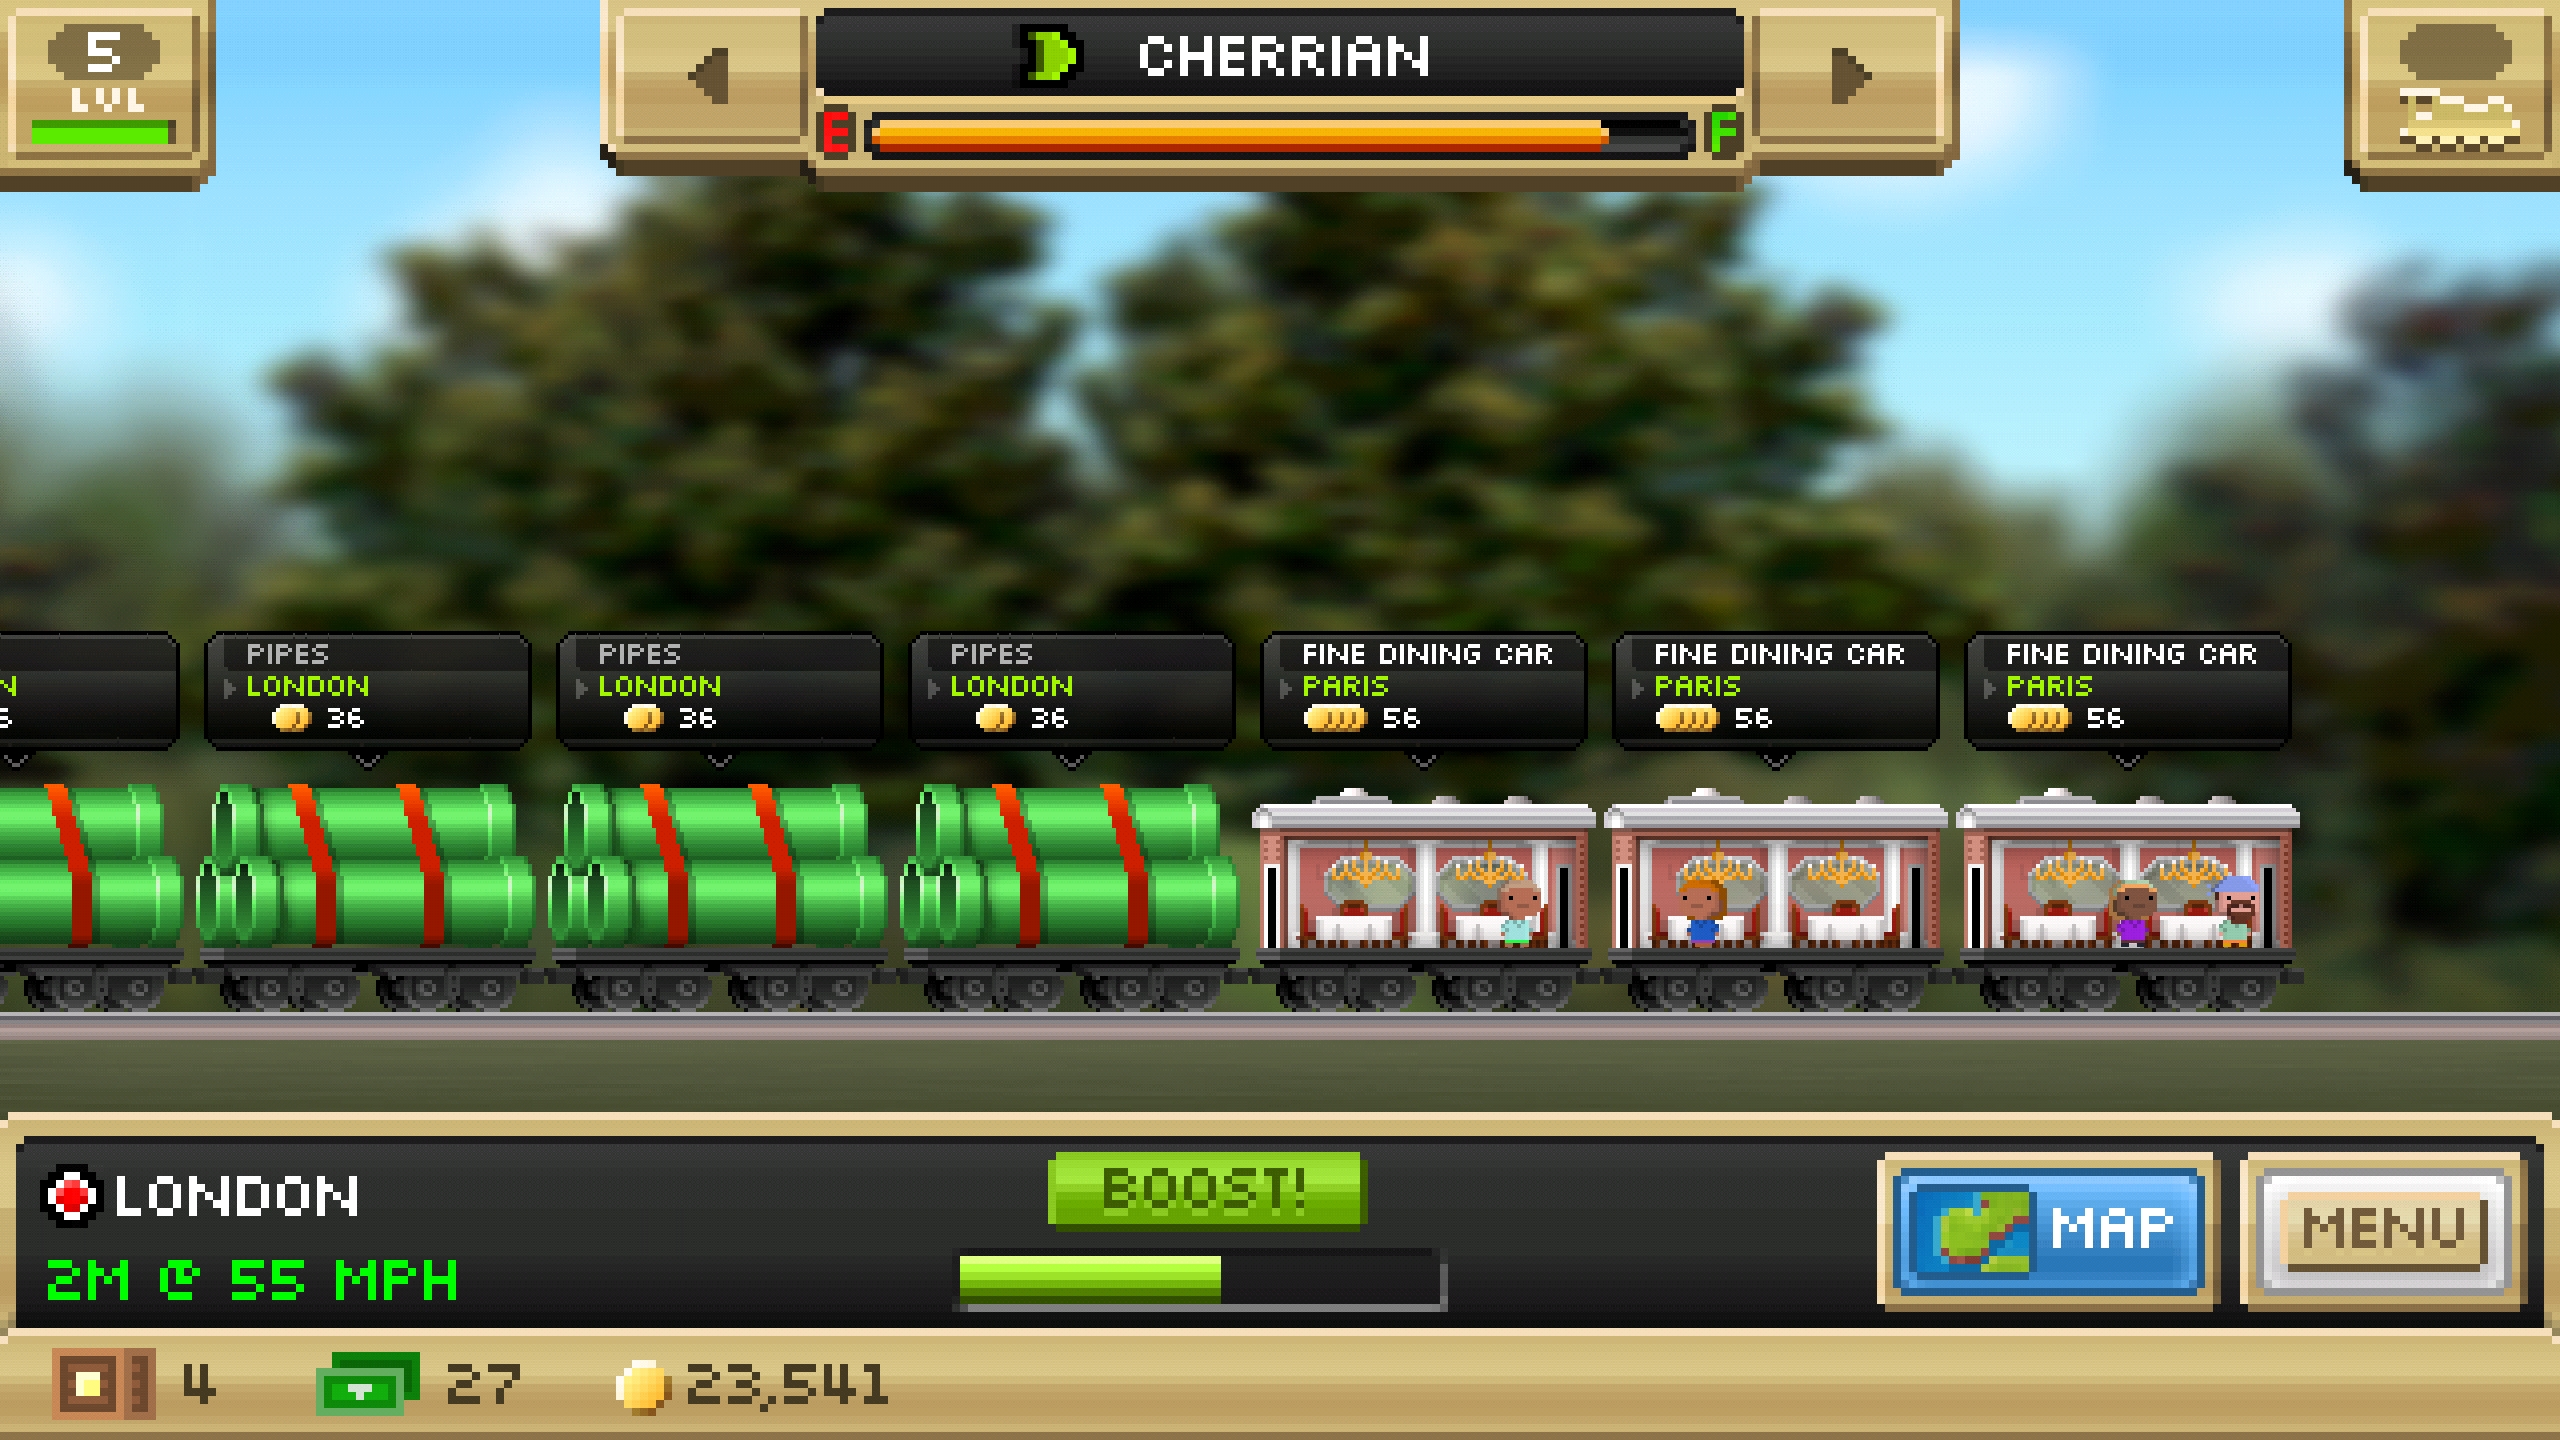 5
LVL
CHERRIAN
E F
N
PIPES
LONDON
36
PIPES
LONDON
36
PIPES
LONDON
36
FINE DINING CAR
PARIS
56
FINE DINING CAR
PARIS
56
FINE DINING CAR
PARIS
56
LONDON
2M @ 55 MPH
BOOST!
MAP
MENU
4
27
23,541